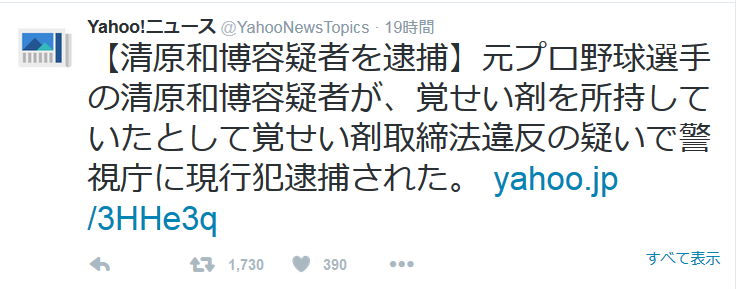 Yahoo!ニュース @YahooNewsTopics · 19時間
【清原和博容疑者を逮捕】元プロ野球選手
の清原和博容疑者が、覚せい剤を所持して
いたとして覚せい剤取締法違反の疑いで警
視庁に現行犯逮捕された。 yahoo.jp
/3HHe3q
1,730 390
すべて表示